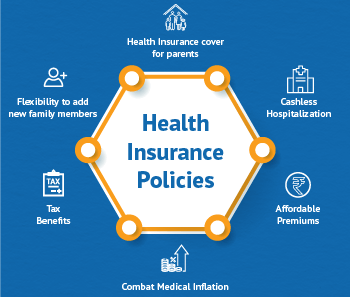 Health Insurance cover
for parents
Flexibility to add
new family members
Cashless
Hospitalization
Health
Insurance
Policies
TAX
Tax
Benefits
₹
Affordable
Premiums
Combat Medical Inflation